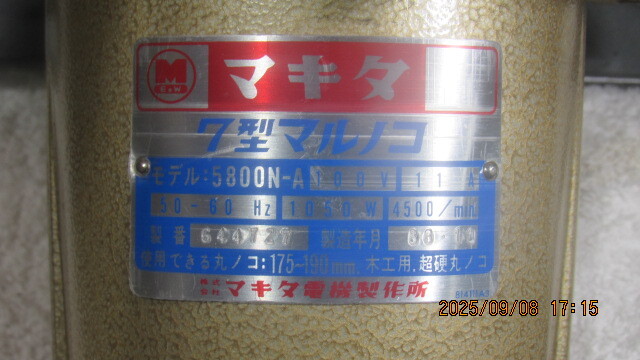 マキタ
7型マルノコ
モデル:5800N-A 100V 11A
50-60 Hz 1050W 4500/min
製番 製造年月
使用できる丸ノコ:175~190mm.木工用.超硬丸ノコ
株式会社 マキタ電機製作所
2025/09/08 17:15